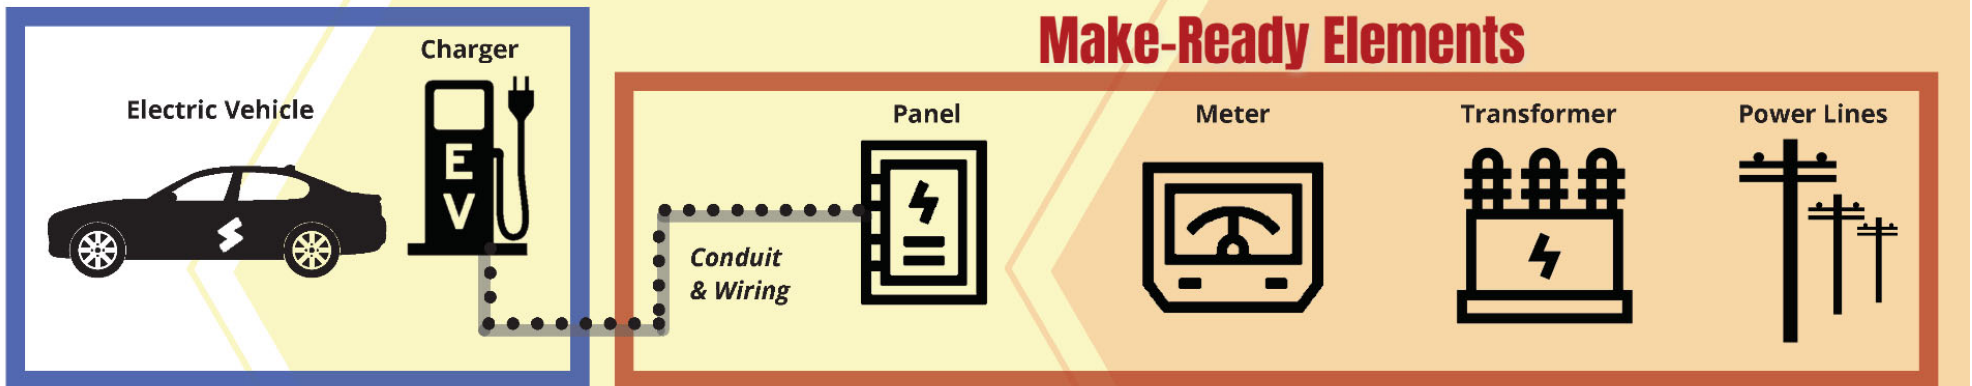 Make-Ready Elements
Charger
Electric Vehicle
E
V
Conduit
& Wiring
Panel
Meter
Transformer
Power Lines